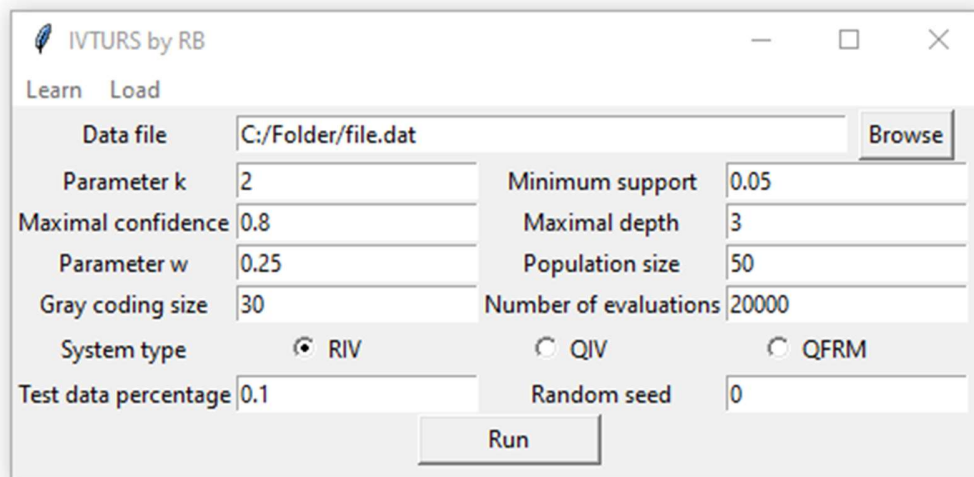 IVTURS by RB
Learn Load
Data file C:/Folder/file.dat Browse
Parameter k 2 Minimum support 0.05
Maximal confidence 0.8 Maximal depth 3
Parameter w 0.25 Population size 50
Gray coding size 30 Number of evaluations 20000
System type RIV QIV QFRM
Test data percentage 0.1 Random seed 0
Run